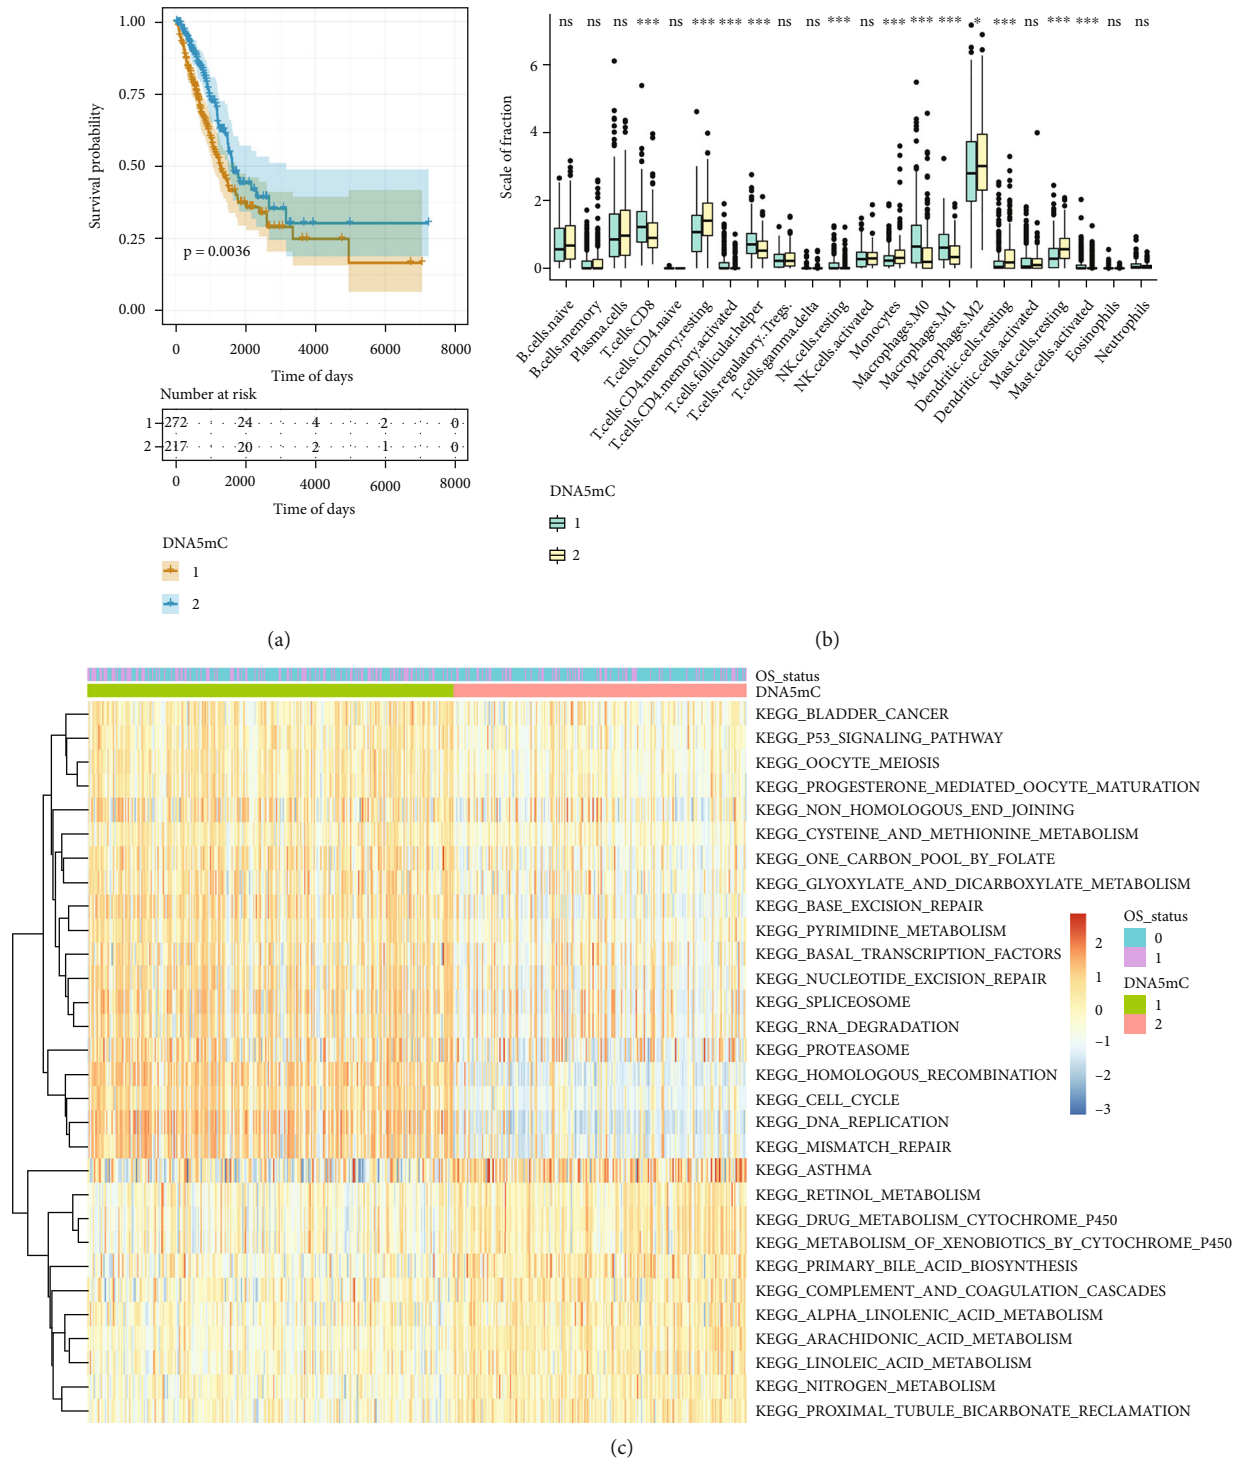 1.00
0.75
0.50
0.25
0.00
Survival probability
p = 0.0036
0 2000 4000 6000 8000
Time of days
Number at risk
1 272 24 4 2 0
2 217 20 2 1 0
0 2000 4000 6000 8000
Time of days
DNA5mC
1
2
(a)
ns ns ns *** ns *** *** *** ns ns *** ns *** *** *** * *** ns *** *** ns ns
6
4
2
0
Scale of fraction
B.cells.naive
B.cells.memory
Plasma.cells
T.cells.CD8
T.cells.CD4.naive
T.cells.CD4.memory.resting
T.cells.CD4.memory.activated
T.cells.follicular.helper
T.cells.regulatory..Tregs.
T.cells.gamma.delta
NK.cells.resting
NK.cells.activated
Monocytes
Macrophages.M0
Macrophages.M1
Macrophages.M2
Dendritic.cells.resting
Dendritic.cells.activated
Mast.cells.resting
Mast.cells.activated
Eosinophils
Neutrophils
DNA5mC
1
2
(b)
OS_status
DNA5mC
KEGG_BLADDER_CANCER
KEGG_P53_SIGNALING_PATHWAY
KEGG_OOCYTE_MEIOSIS
KEGG_PROGESTERONE_MEDIATED_OOCYTE_MATURATION
KEGG_NON_HOMOLOGOUS_END_JOINING
KEGG_CYSTEINE_AND_METHIONINE_METABOLISM
KEGG_ONE_CARBON_POOL_BY_FOLATE
KEGG_GLYOXYLATE_AND_DICARBOXYLATE_METABOLISM
KEGG_BASE_EXCISION_REPAIR
KEGG_PYRIMIDINE_METABOLISM
KEGG_BASAL_TRANSCRIPTION_FACTORS
KEGG_NUCLEOTIDE_EXCISION_REPAIR
KEGG_SPLICEOSOME
KEGG_RNA_DEGRADATION
KEGG_PROTEASOME
KEGG_HOMOLOGOUS_RECOMBINATION
KEGG_CELL_CYCLE
KEGG_DNA_REPLICATION
KEGG_MISMATCH_REPAIR
KEGG_ASTHMA
KEGG_RETINOL_METABOLISM
KEGG_DRUG_METABOLISM_CYTOCHROME_P450
KEGG_METABOLISM_OF_XENOBIOTICS_BY_CYTOCHROME_P450
KEGG_PRIMARY_BILE_ACID_BIOSYNTHESIS
KEGG_COMPLEMENT_AND_COAGULATION_CASCADES
KEGG_ALPHA_LINOLENIC_ACID_METABOLISM
KEGG_ARACHIDONIC_ACID_METABOLISM
KEGG_LINOLEIC_ACID_METABOLISM
KEGG_NITROGEN_METABOLISM
KEGG_PROXIMAL_TUBULE_BICARBONATE_RECLAMATION
2
1
0
−1
−2
−3
OS_status
0
1
DNA5mC
1
2
(c)